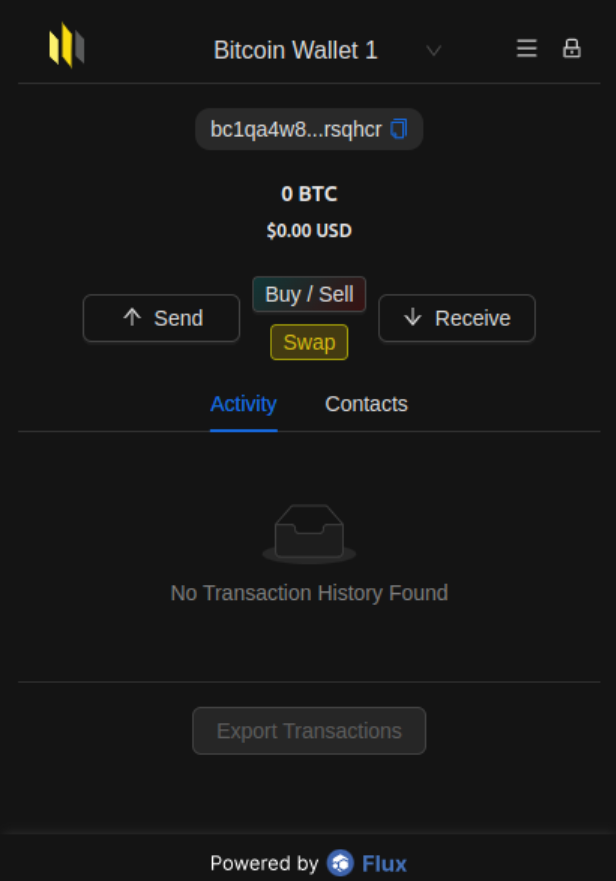 Bitcoin Wallet 1
bc1qa4w8...rsqhcr
0 BTC
$0.00 USD
Send
Buy / Sell
Swap
Receive
Activity Contacts
No Transaction History Found
Export Transactions
Powered by Flux